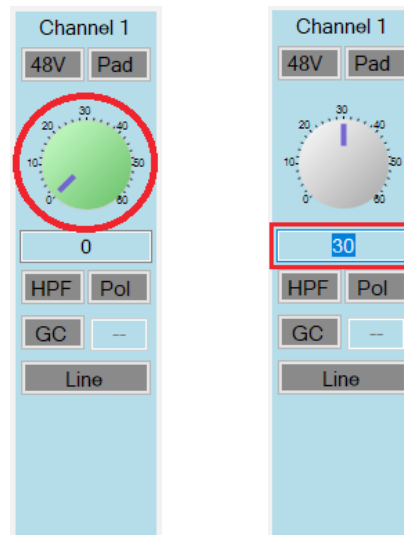 Channel 1
48V Pad
30
20 40
10 50
0 60
0
HPF Pol
GC --
Line
Channel 1
48V Pad
30
20 40
10 50
0 60
30
HPF Pol
GC --
Line